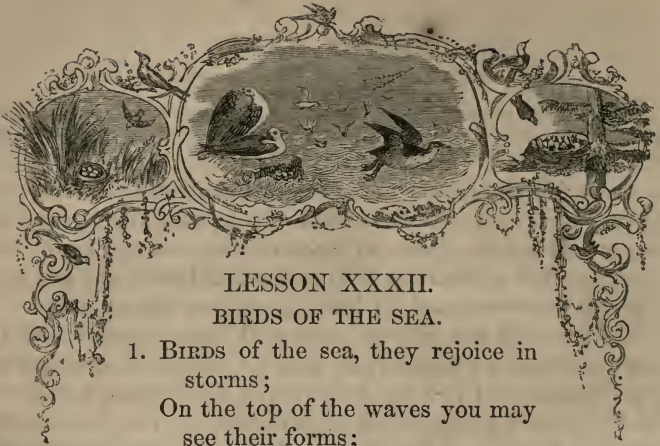 LESSON XXXII.
BIRDS OF THE SEA.
1. BIRDS of the sea, they rejoice in
storms;
On the top of the waves you may
see their forms;